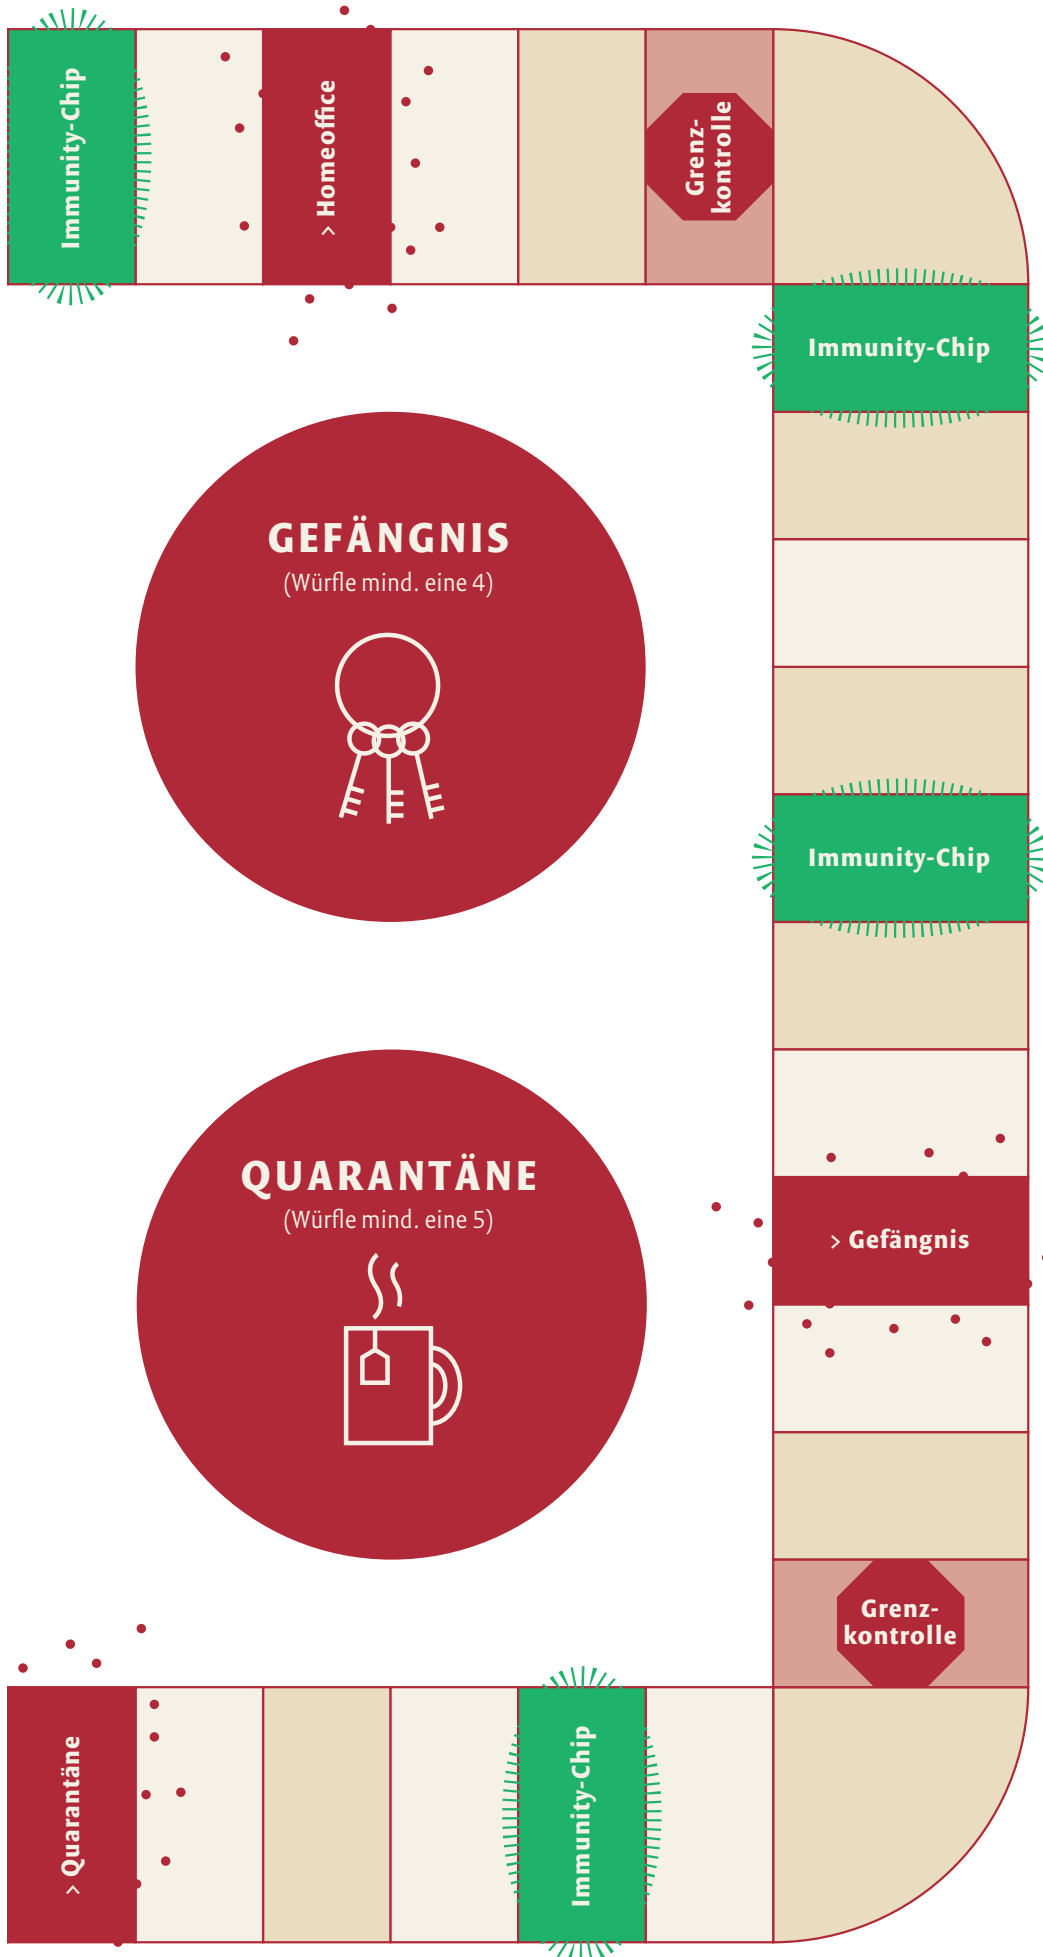 Immunity-Chip
> Homeoffice
Grenz-
kontrolle
Immunity-Chip
GEFÄNGNIS
(Würfle mind. eine 4)
Immunity-Chip
QUARANTÄNE
(Würfle mind. eine 5)
> Gefängnis
Grenz-
kontrolle
> Quarantäne
Immunity-Chip